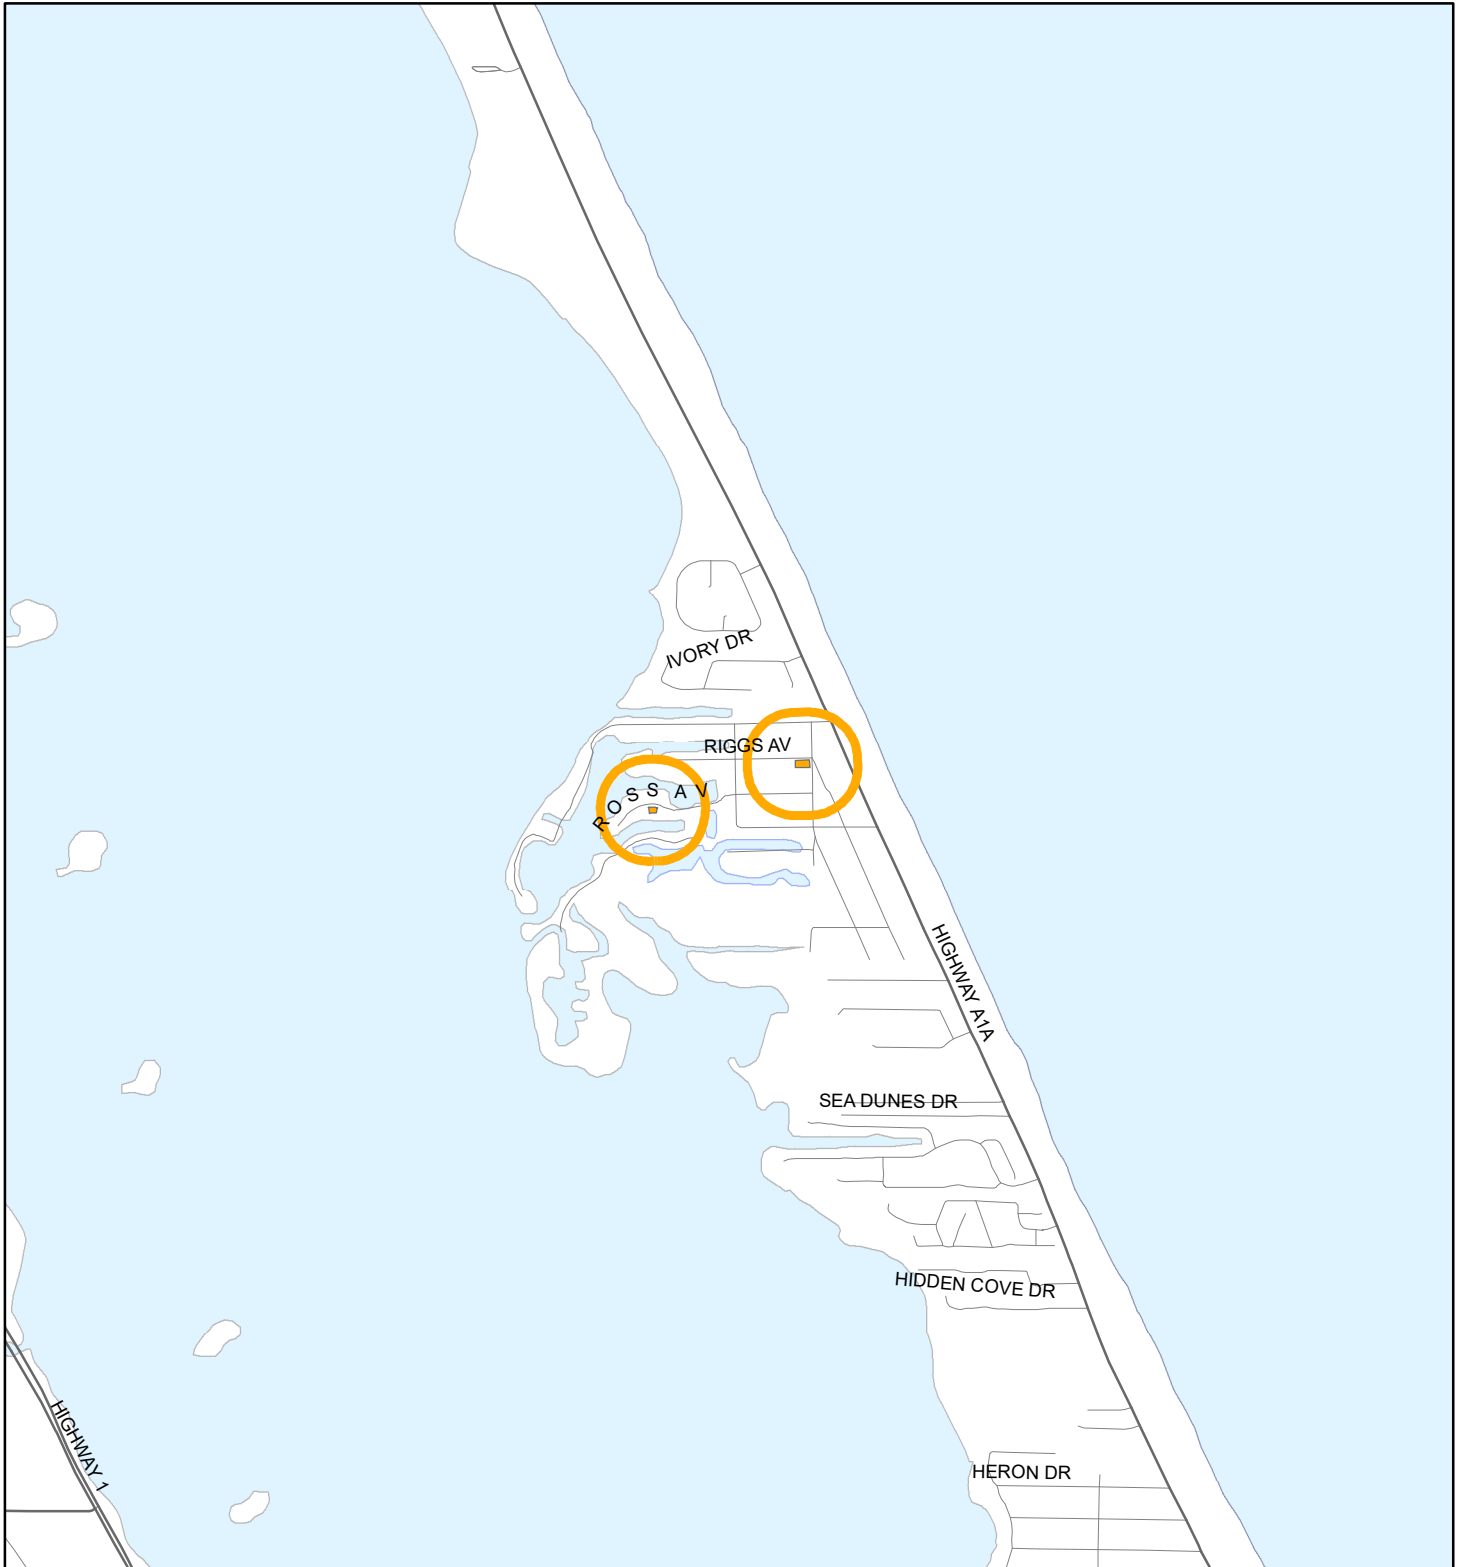 IVORY DR
RIGGS AV
ROSS AV
HIGHWAY A1A
SEA DUNES DR
HIDDEN COVE DR
HIGHWAY 1
HERON DR